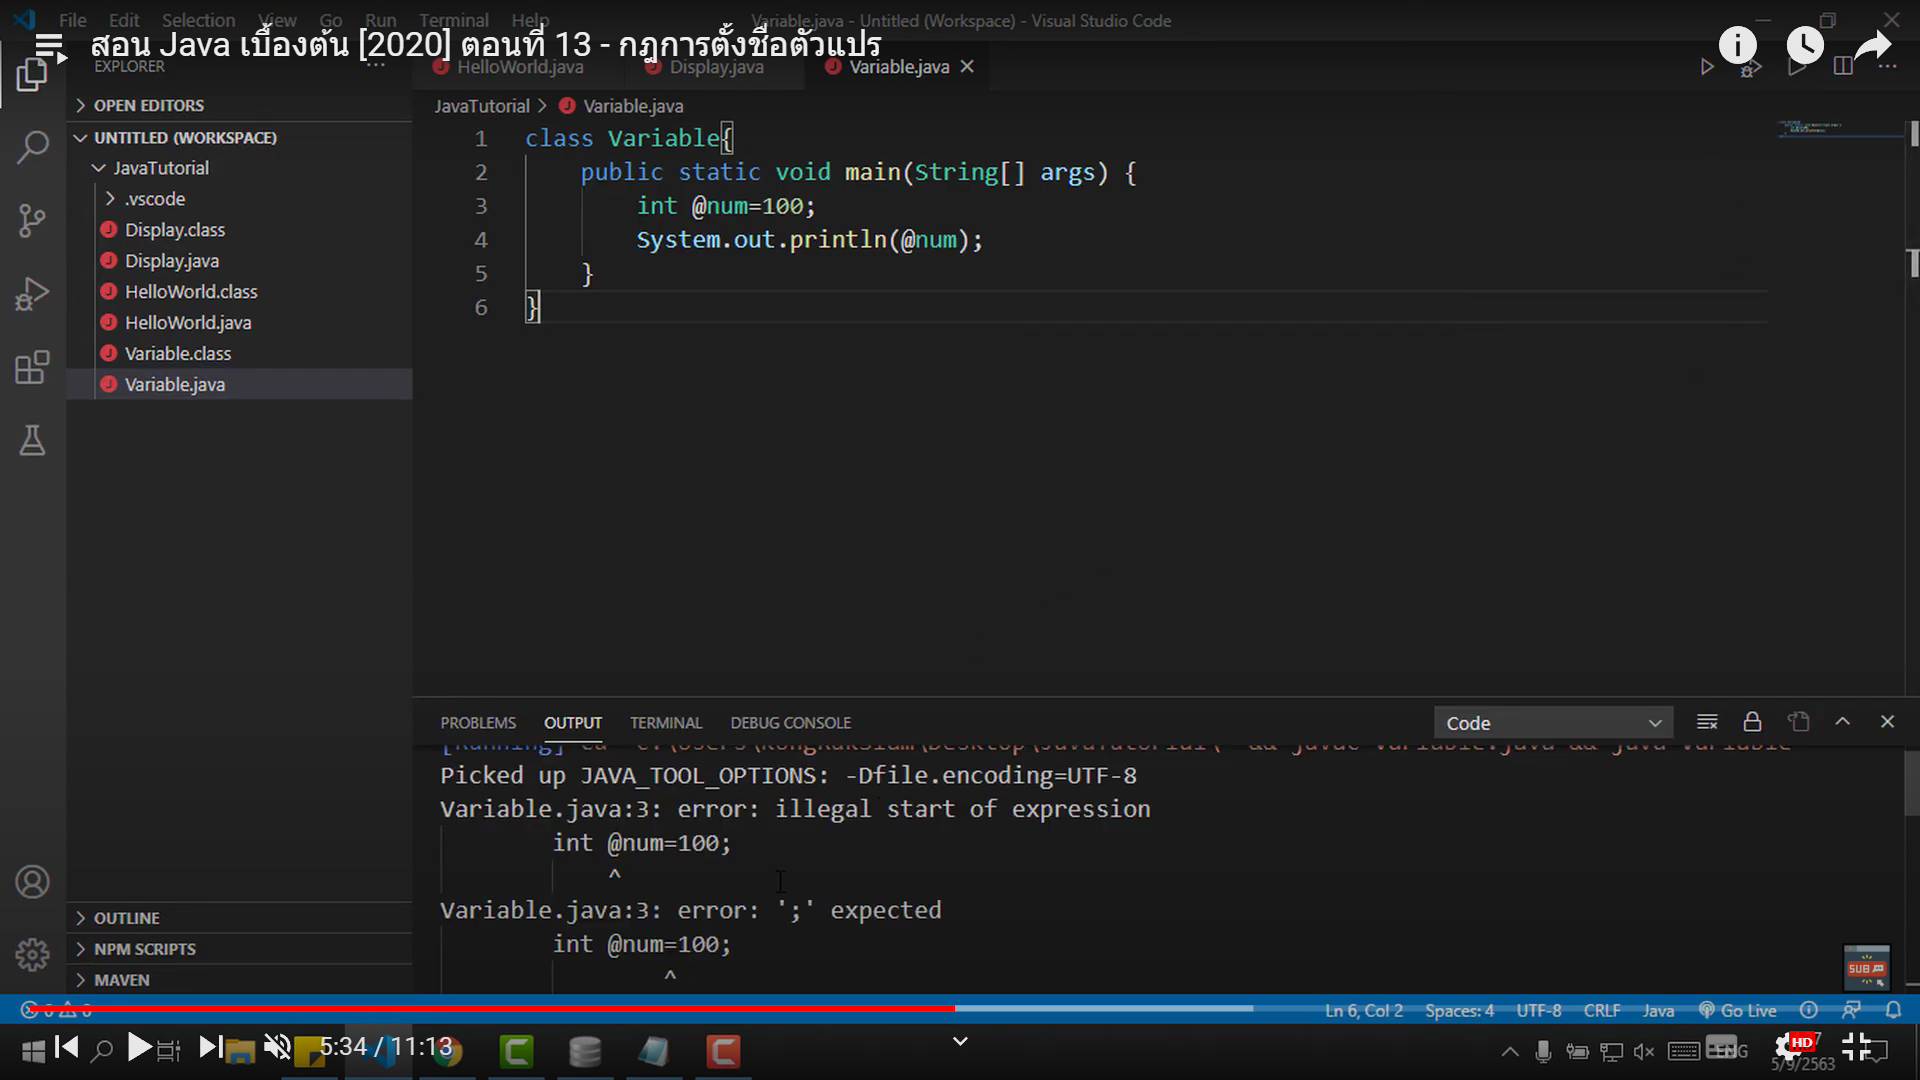 File Edit Selection View Go Run Terminal Help
Variable.java - Untitled (Workspace) - Visual Studio Code
สอน Java เบื้องต้น [2020] ตอนที่ 13 - กฎการตั้งชื่อตัวแปร
EXPLORER
HelloWorld.java Display.java Variable.java
OPEN EDITORS
UNTITLED (WORKSPACE)
JavaTutorial
.vscode
Display.class
Display.java
HelloWorld.class
HelloWorld.java
Variable.class
Variable.java
OUTLINE
NPM SCRIPTS
MAVEN
JavaTutorial > Variable.java
1 class Variable{
2 public static void main(String[] args) {
3 int @num=100;
4 System.out.println(@num);
5 }
6 }
PROBLEMS OUTPUT TERMINAL DEBUG CONSOLE
Code
Picked up JAVA_TOOL_OPTIONS: -Dfile.encoding=UTF-8
Variable.java:3: error: illegal start of expression
int @num=100;
^
Variable.java:3: error: ';' expected
int @num=100;
^
SUB
Ln 6, Col 2 Spaces: 4 UTF-8 CRLF Java Go Live
5:34 / 11:13
ENG
HD
5/9/2563